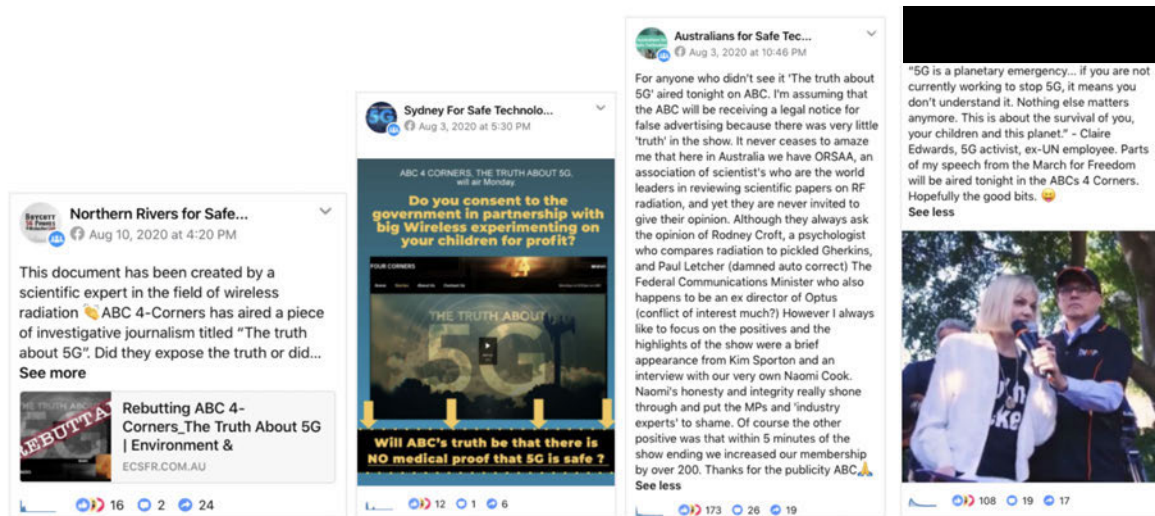 BOYCOTT
5G PHONES
Northern Rivers for Safe...
Aug 10, 2020 at 4:20 PM
This document has been created by a
scientific expert in the field of wireless
radiation 👏ABC 4-Corners has aired a piece
of investigative journalism titled "The truth
about 5G". Did they expose the truth or did...
See more
THE TRUTH ABOUT
REBUTTAL
Rebutting ABC 4-
Corners_The Truth About 5G
| Environment &
ECSFR.COM.AU
16 2 24
5G
Sydney For Safe Technolo...
Aug 3, 2020 at 5:30 PM
ABC 4 CORNERS, THE TRUTH ABOUT 5G,
will air Monday.
Do you consent to the
government in partnership with
big Wireless experimenting on
your children for profit?
FOUR CORNERS
Home Stories About Us Contact Us
THE TRUTH ABOUT
5G
Will ABC's truth be that there is
NO medical proof that 5G is safe ?
12 1 6
Australians for Safe Tec...
Aug 3, 2020 at 10:46 PM
For anyone who didn't see it 'The truth about
5G' aired tonight on ABC. I'm assuming that
the ABC will be receiving a legal notice for
false advertising because there was very little
'truth' in the show. It never ceases to amaze
me that here in Australia we have ORSAA, an
association of scientist's who are the world
leaders in reviewing scientific papers on RF
radiation, and yet they are never invited to
give their opinion. Although they always ask
the opinion of Rodney Croft, a psychologist
who compares radiation to pickled Gherkins,
and Paul Letcher (damned auto correct) The
Federal Communications Minister who also
happens to be an ex director of Optus
(conflict of interest much?) However I always
like to focus on the positives and the
highlights of the show were a brief
appearance from Kim Sporton and an
interview with our very own Naomi Cook.
Naomi's honesty and integrity really shone
through and put the MPs and 'industry
experts' to shame. Of course the other
positive was that within 5 minutes of the
show ending we increased our membership
by over 200. Thanks for the publicity ABC🙏
See less
173 26 19
"5G is a planetary emergency... if you are not
currently working to stop 5G, it means you
don't understand it. Nothing else matters
anymore. This is about the survival of you,
your children and this planet." - Claire
Edwards, 5G activist, ex-UN employee. Parts
of my speech from the March for Freedom
will be aired tonight in the ABCs 4 Corners.
Hopefully the good bits. 😛
See less
108 19 17